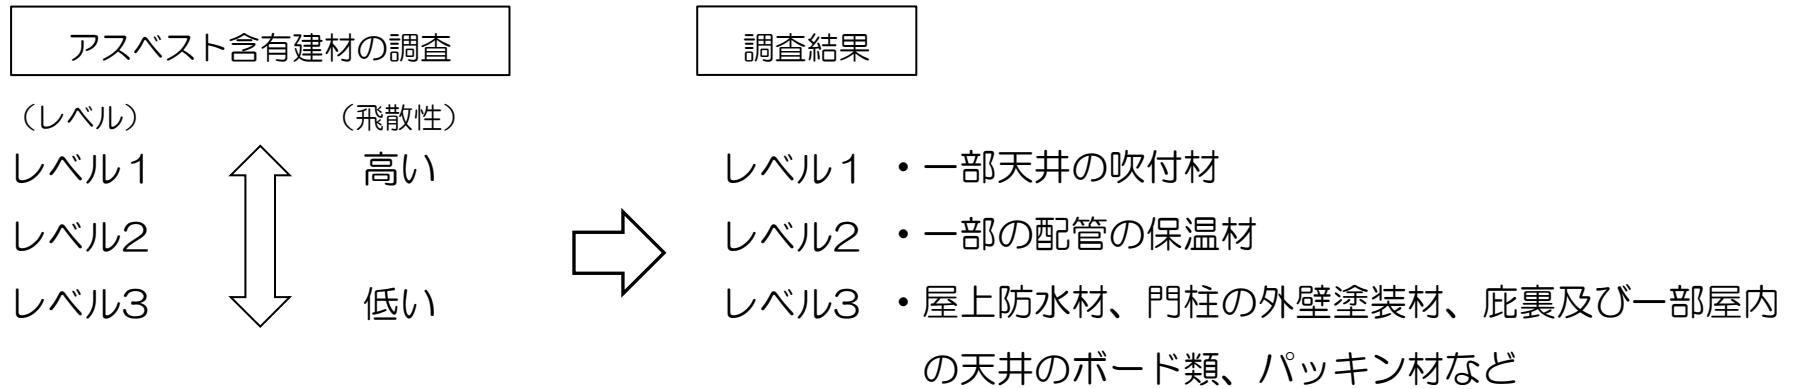 アスベスト含有建材の調査
調査結果
（レベル）
（飛散性）
レベル１ 高い
レベル２
レベル３ 低い
レベル１ ・一部天井の吹付材
レベル２ ・一部の配管の保温材
レベル３ ・屋上防水材、門柱の外壁塗装材、庇裏及び一部屋内
の天井のボード類、パッキン材など